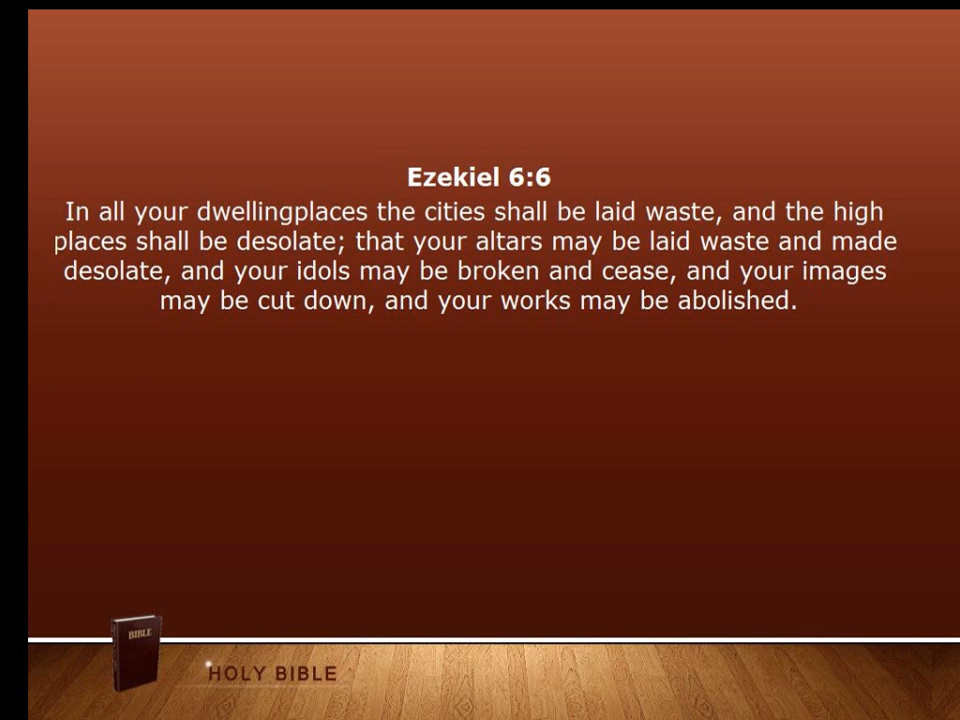 Ezekiel 6:6
In all your dwellingplaces the cities shall be laid waste, and the high
places shall be desolate; that your altars may be laid waste and made
desolate, and your idols may be broken and cease, and your images
may be cut down, and your works may be abolished.
BIBLE
HOLY BIBLE